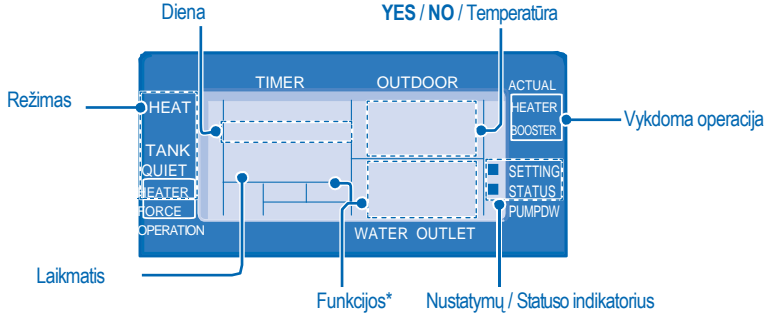 Diena
YES / NO / Temperatūra
TIMER
OUTDOOR
ACTUAL
Režimas
HEAT
HEATER
BOOSTER
Vykdoma operacija
TANK
QUIET
SETTING
HEATER
STATUS
FORCE
PUMPDW
OPERATION
WATER OUTLET
Laikmatis
Funkcijos*
Nustatymų / Statuso indikatorius